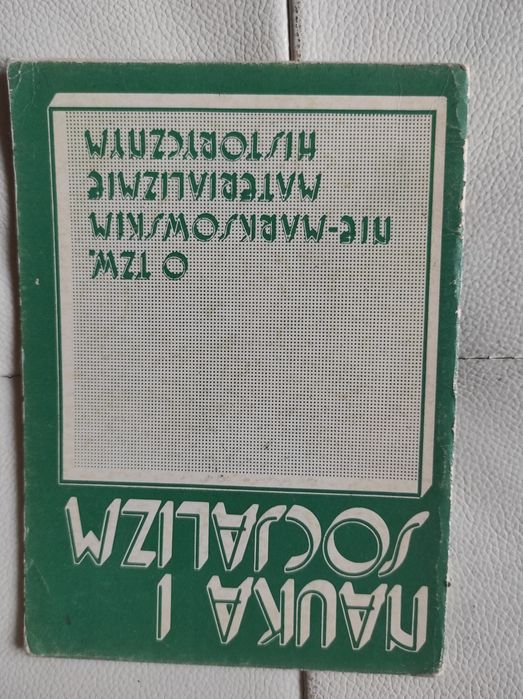 NAUKA I
SOCJALIZM
O TZW.
NIE-MARKSOWSKIM
MATERIALIZMIE
HISTORYCZNYM